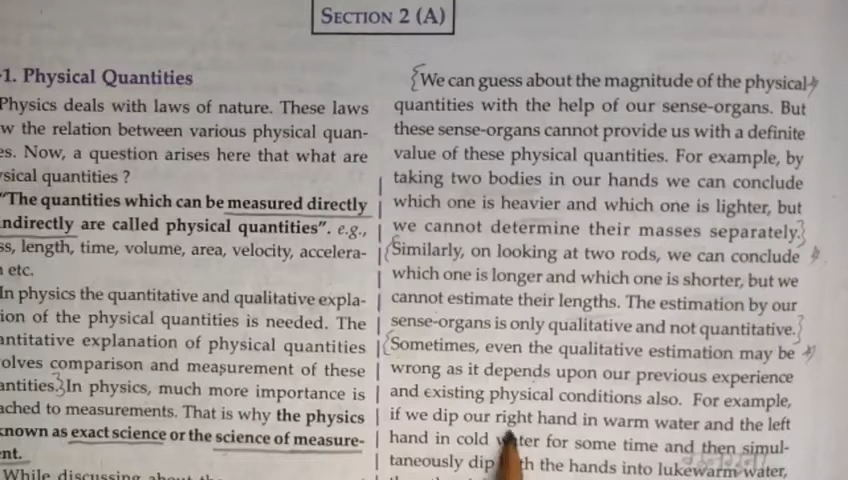 SECTION 2 (A)
1. Physical Quantities
Physics deals with laws of nature. These laws
w the relation between various physical quan-
es. Now, a question arises here that what are
sical quantities ?
"The quantities which can be measured directly
ndirectly are called physical quantities". e.g.,
ss, length, time, volume, area, velocity, accelera-
etc.
In physics the quantitative and qualitative expla-
ion of the physical quantities is needed. The
antitative explanation of physical quantities
olves comparison and measurement of these
antities. In physics, much more importance is
ached to measurements. That is why the physics
known as exact science or the science of measure-
nt.
While discussing about the
We can guess about the magnitude of the physical
quantities with the help of our sense-organs. But
these sense-organs cannot provide us with a definite
value of these physical quantities. For example, by
taking two bodies in our hands we can conclude
which one is heavier and which one is lighter, but
we cannot determine their masses separately.
Similarly, on looking at two rods, we can conclude
which one is longer and which one is shorter, but we
cannot estimate their lengths. The estimation by our
sense-organs is only qualitative and not quantitative.
Sometimes, even the qualitative estimation may be
wrong as it depends upon our previous experience
and existing physical conditions also. For example,
if we dip our right hand in warm water and the left
hand in cold water for some time and then simul-
taneously dip the hands into lukewarm water,